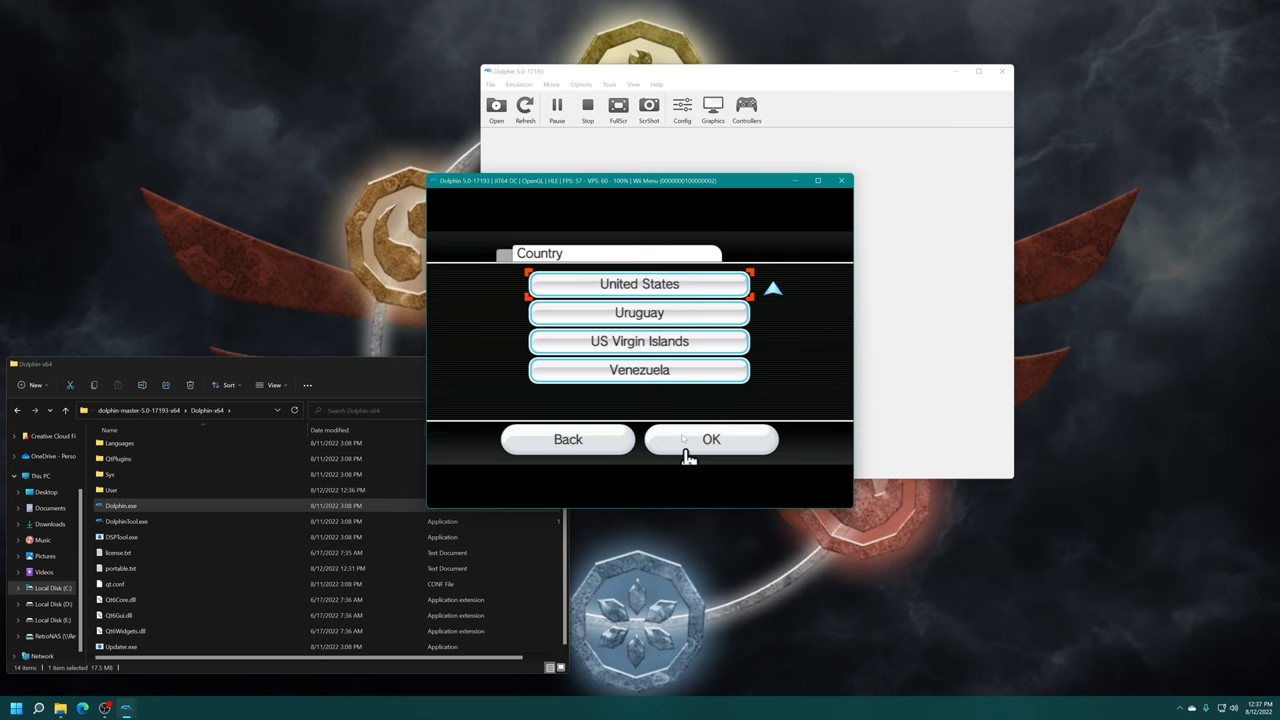 Dolphin 5.0-17193
File Emulation Movie Options Tools View Help
Open Refresh Pause Stop FullScr ScrShot Config Graphics Controllers
Dolphin 5.0-17193 | JIT64 DC | OpenGL | HLE | FPS: 57 - VPS: 60 - 100% | Wii Menu (0000000100000002)
Country
United States
Uruguay
US Virgin Islands
Venezuela
Back OK
Dolphin-x64
New Sort View
dolphin-master-5.0-17193-x64 Dolphin-x64 Search Dolphin-x64
Name Date modified
Creative Cloud Fi
OneDrive - Perso
This PC
Desktop
Documents
Downloads
Music
Pictures
Videos
Local Disk (C:)
Local Disk (D:)
Local Disk (E:)
RetroNAS (\\Re
Network
Languages 8/11/2022 3:08 PM
QtPlugins 8/11/2022 3:08 PM
Sys 8/11/2022 3:08 PM
User 8/12/2022 12:36 PM
Dolphin.exe 8/11/2022 3:08 PM
DolphinTool.exe 8/11/2022 3:08 PM Application 1
DSPTool.exe 8/11/2022 3:08 PM Application
license.txt 6/17/2022 7:35 AM Text Document
portable.txt 8/12/2022 12:31 PM Text Document
qt.conf 8/11/2022 3:08 PM CONF File
Qt6Core.dll 6/17/2022 7:36 AM Application extension
Qt6Gui.dll 8/11/2022 3:08 PM Application extension
Qt6Widgets.dll 6/17/2022 7:36 AM Application extension
Updater.exe 8/11/2022 3:08 PM Application
14 items 1 item selected 17.5 MB
12:37 PM
8/12/2022